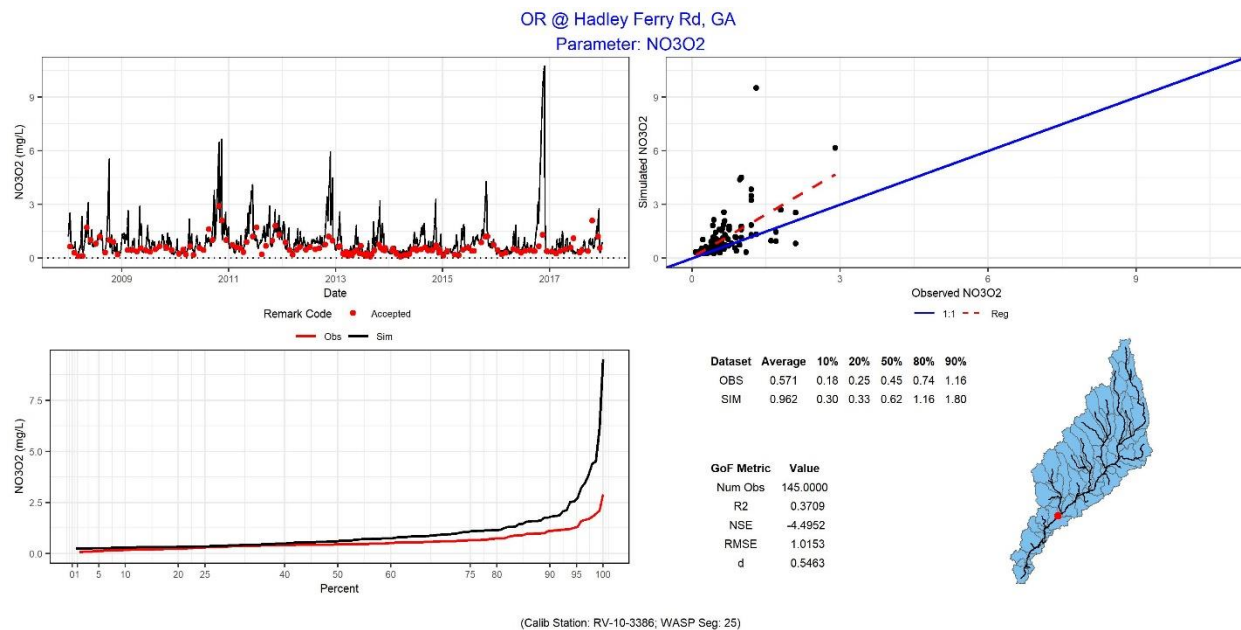 OR @ Hadley Ferry Rd, GA
Parameter: NO3O2
NO3O2 (mg/L)
9
6
3
0
2009 2011 2013 2015 2017
Date
Remark Code Accepted
Simulated NO3O2
9
6
3
0
0 3 6 9
Observed NO3O2
1:1 Reg
Obs Sim
NO3O2 (mg/L)
7.5
5.0
2.5
0.0
01 5 10 20 25 40 50 60 75 80 90 95 100
Percent
Dataset Average 10% 20% 50% 80% 90%
OBS 0.571 0.18 0.25 0.45 0.74 1.16
SIM 0.962 0.30 0.33 0.62 1.16 1.80
GoF Metric Value
Num Obs 145.0000
R2 0.3709
NSE -4.4952
RMSE 1.0153
d 0.5463
(Calib Station: RV-10-3386; WASP Seg: 25)